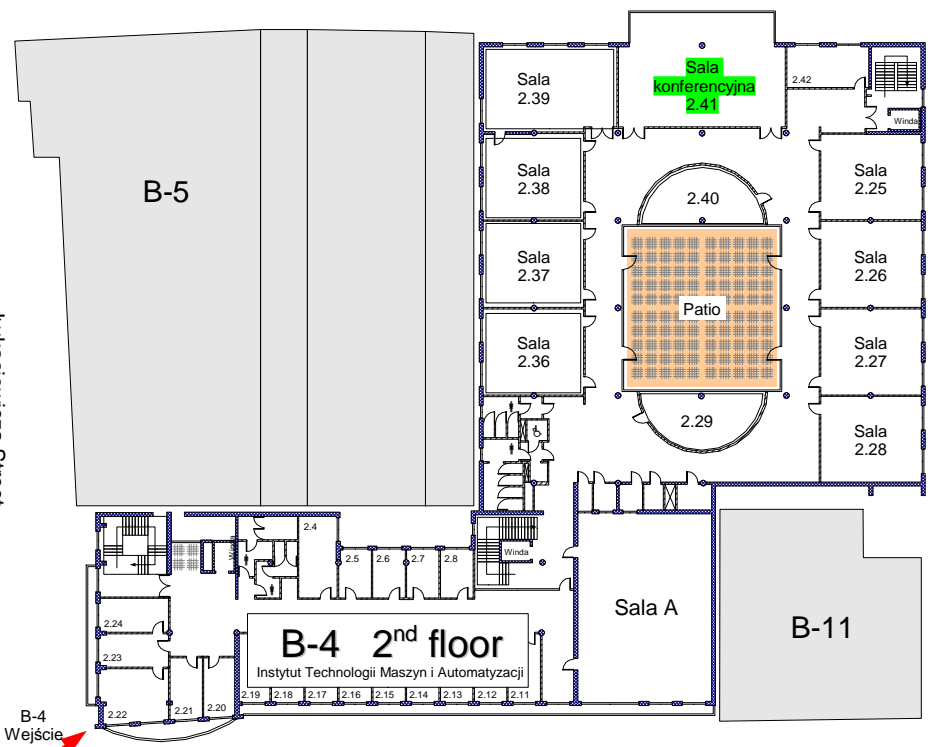 Sala
2.39
Sala
konferencyjna
2.41
2.42
Winda
B-5
Sala
2.38
2.40
Sala
2.25
Sala
2.37
Sala
2.26
Patio
Sala
2.36
Sala
2.27
2.29
Sala
2.28
Street
2.4
Winda
2.5
2.6
2.7
2.8
Winda
Sala A
B-11
2.24
2.23
B-4 2nd floor
Instytut Technologii Maszyn i Automatyzacji
2.22
2.21
2.20
2.19
2.18
2.17
2.16
2.15
2.14
2.13
2.12
2.11
B-4
Wejście